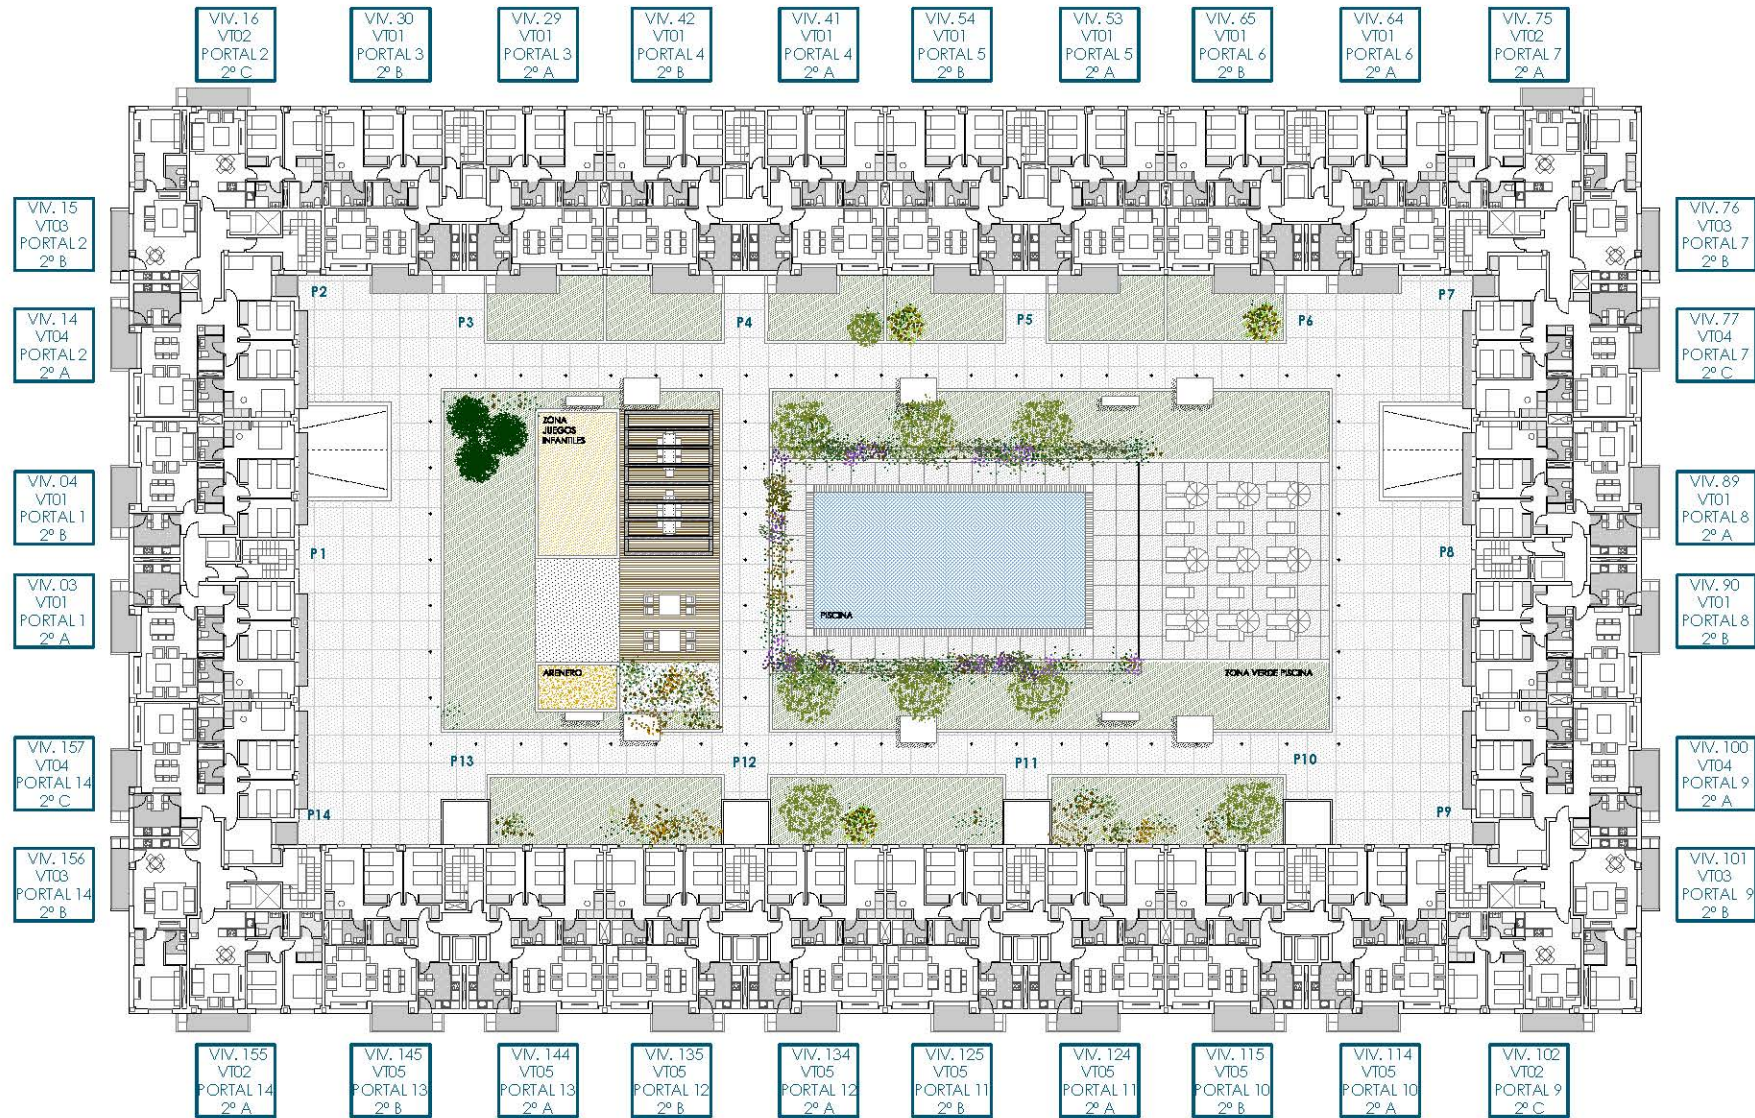 VIV. 16
VT02
PORTAL 2
2º C
VIV. 30
VT01
PORTAL 3
2º B
VIV. 29
VT01
PORTAL 3
2º A
VIV. 42
VT01
PORTAL 4
2º B
VIV. 41
VT01
PORTAL 4
2º A
VIV. 54
VT01
PORTAL 5
2º B
VIV. 53
VT01
PORTAL 5
2º A
VIV. 65
VT01
PORTAL 6
2º B
VIV. 64
VT01
PORTAL 6
2º A
VIV. 75
VT02
PORTAL 7
2º A
VIV. 15
VT03
PORTAL 2
2º B
VIV. 76
VT03
PORTAL 7
2º B
VIV. 14
VT04
PORTAL 2
2º A
VIV. 77
VT04
PORTAL 7
2º C
P2
P3
P4
P5
P6
P7
ZONA
JUEGOS
INFANTILES
VIV. 04
VT01
PORTAL 1
2º B
VIV. 89
VT01
PORTAL 8
2º A
P1
P8
VIV. 03
VT01
PORTAL 1
2º A
VIV. 90
VT01
PORTAL 8
2º B
PISCINA
ARENERO
ZONA VERDE PISCINA
VIV. 157
VT04
PORTAL 14
2º C
VIV. 100
VT04
PORTAL 9
2º A
P13
P12
P11
P10
P14
P9
VIV. 156
VT03
PORTAL 14
2º B
VIV. 101
VT03
PORTAL 9
2º B
VIV. 155
VT02
PORTAL 14
2º A
VIV. 145
VT05
PORTAL 13
2º B
VIV. 144
VT05
PORTAL 13
2º A
VIV. 135
VT05
PORTAL 12
2º B
VIV. 134
VT05
PORTAL 12
2º A
VIV. 125
VT05
PORTAL 11
2º B
VIV. 124
VT05
PORTAL 11
2º A
VIV. 115
VT05
PORTAL 10
2º B
VIV. 114
VT05
PORTAL 10
2º A
VIV. 102
VT02
PORTAL 9
2º C